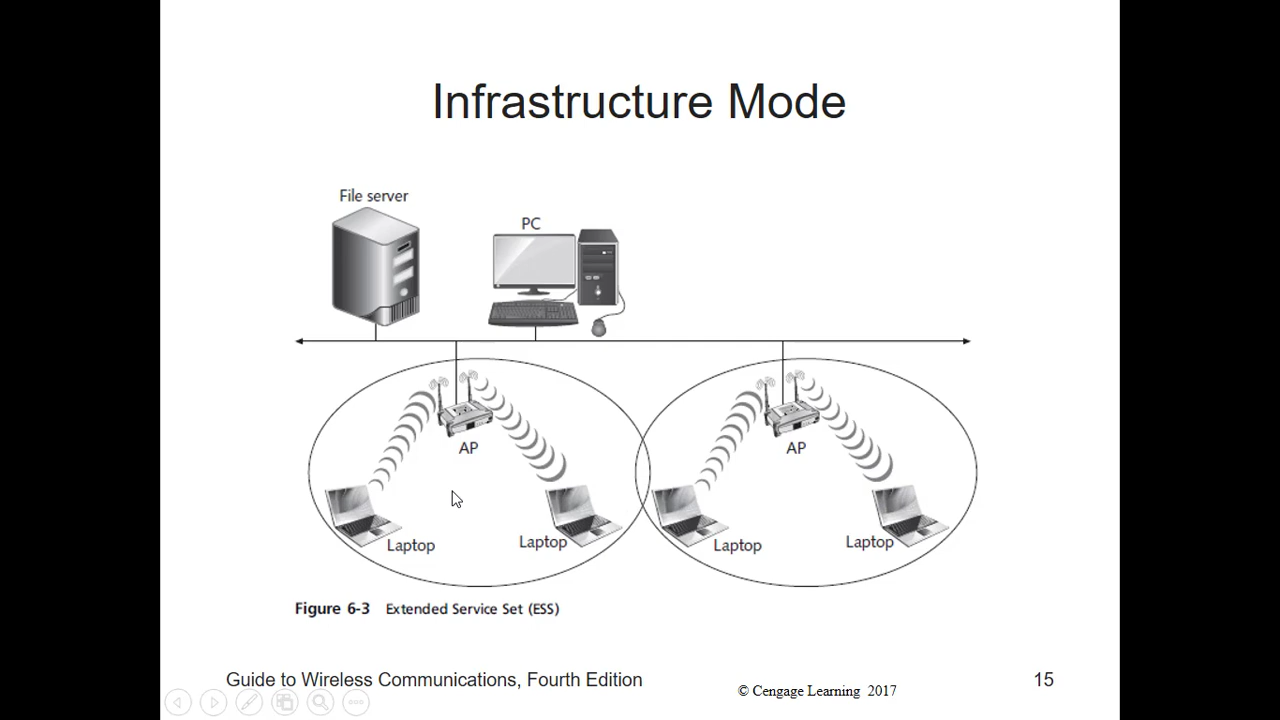 Infrastructure Mode
File server
PC
AP
AP
Laptop
Laptop
Laptop
Laptop
Figure 6-3 Extended Service Set (ESS)
Guide to Wireless Communications, Fourth Edition
© Cengage Learning 2017
15